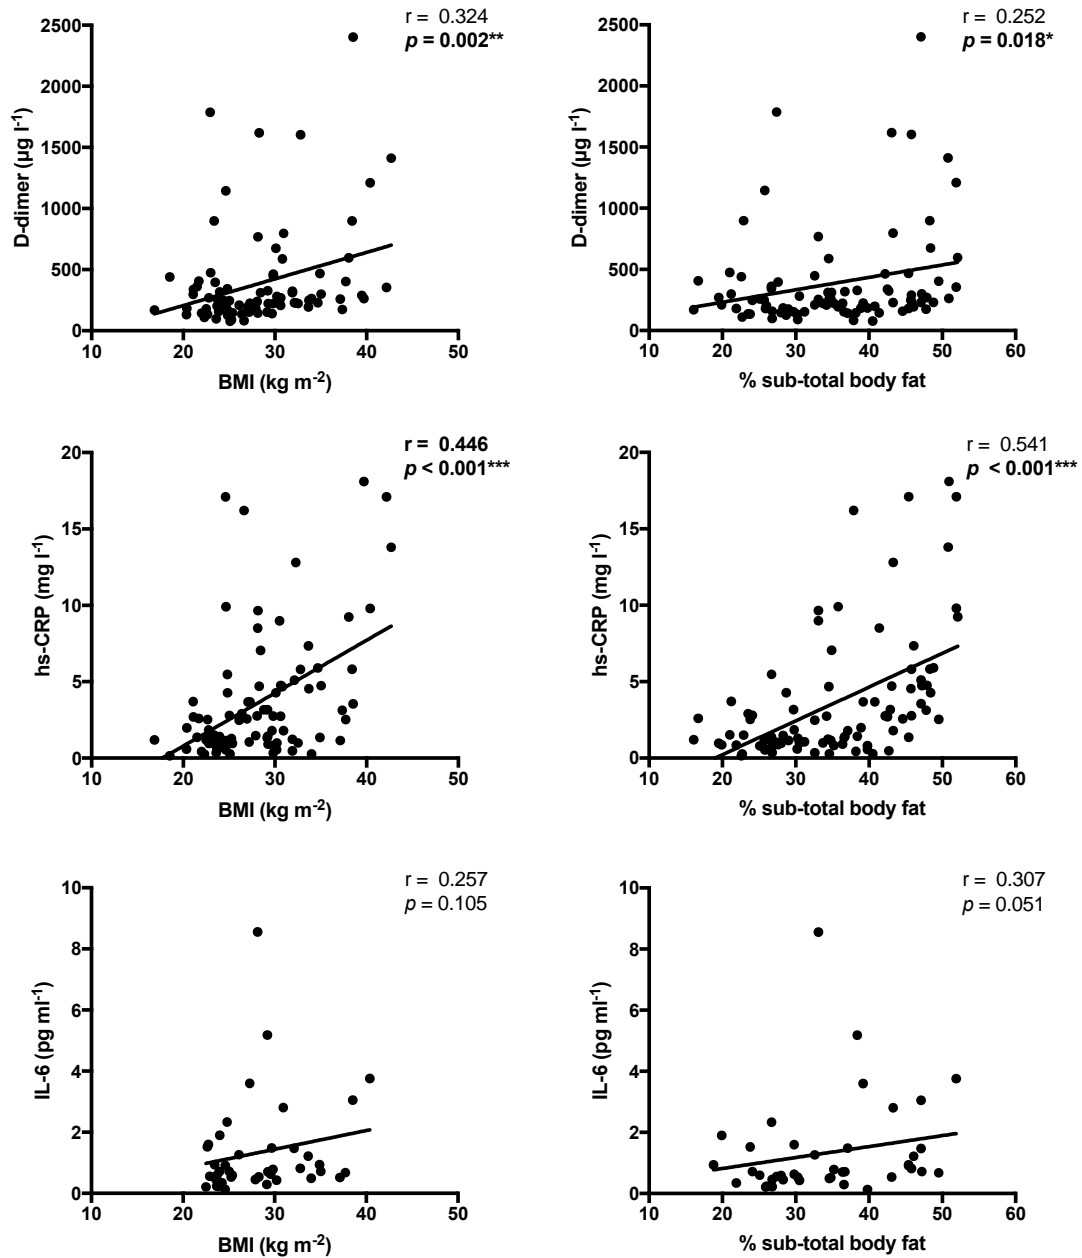 r = 0.324
p = 0.002**
2500
2000
1500
1000
500
0
D-dimer (µg l-1)
10 20 30 40 50
BMI (kg m-2)
r = 0.252
p = 0.018*
2500
2000
1500
1000
500
0
D-dimer (µg l-1)
10 20 30 40 50 60
% sub-total body fat
r = 0.446
p < 0.001***
20
15
10
5
0
hs-CRP (mg l-1)
10 20 30 40 50
BMI (kg m-2)
r = 0.541
p < 0.001***
20
15
10
5
0
hs-CRP (mg l-1)
10 20 30 40 50 60
% sub-total body fat
r = 0.257
p = 0.105
10
8
6
4
2
0
IL-6 (pg ml-1)
10 20 30 40 50
BMI (kg m-2)
r = 0.307
p = 0.051
10
8
6
4
2
0
IL-6 (pg ml-1)
10 20 30 40 50 60
% sub-total body fat